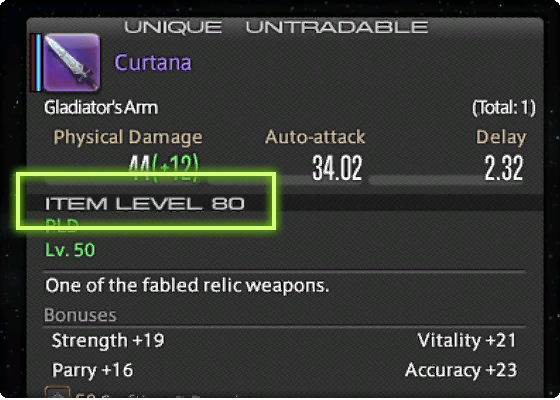 UNIQUE UNTRADABLE
Curtana
Gladiator's Arm (Total: 1)
Physical Damage Auto-attack Delay
44(+12) 34.02 2.32
ITEM LEVEL 80
PLD
Lv. 50
One of the fabled relic weapons.
Bonuses
Strength +19 Vitality +21
Parry +16 Accuracy +23